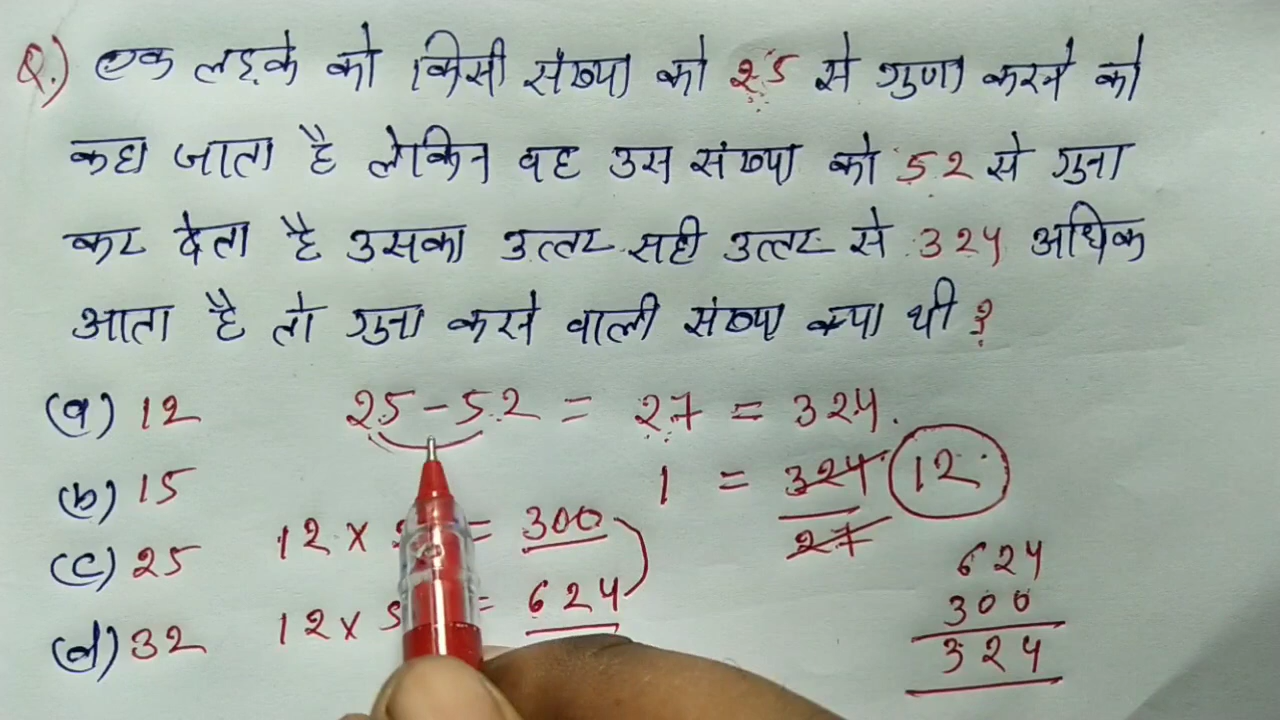 Q.) एक लड़के को किसी संख्या को 25 से गुणा करने को
कहा जाता है लेकिन वह उस संख्या को 52 से गुना
कर देता है उसका उत्तर सही उत्तर से 324 अधिक
आता है तो गुना करने वाली संख्या क्या थी ?
(a) 12
25 - 52 = 27 = 324.
(b) 15
1 = 324/27 12
(c) 25
12 x = 300
(d) 32
12 x 5 = 624
624
300
324